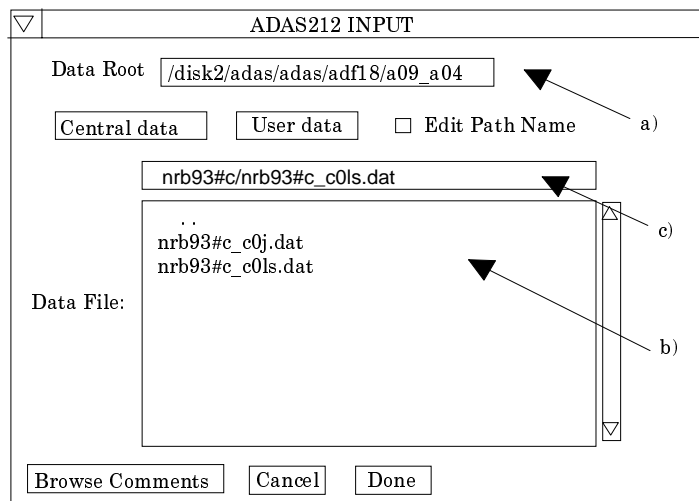 ADAS212 INPUT
Data Root /disk2/adas/adas/adf18/a09_a04
a)
Central data User data Edit Path Name
nrb93#c/nrb93#c_c0ls.dat
c)
. .
nrb93#c_c0j.dat
nrb93#c_c0ls.dat
Data File:
b)
Browse Comments Cancel Done